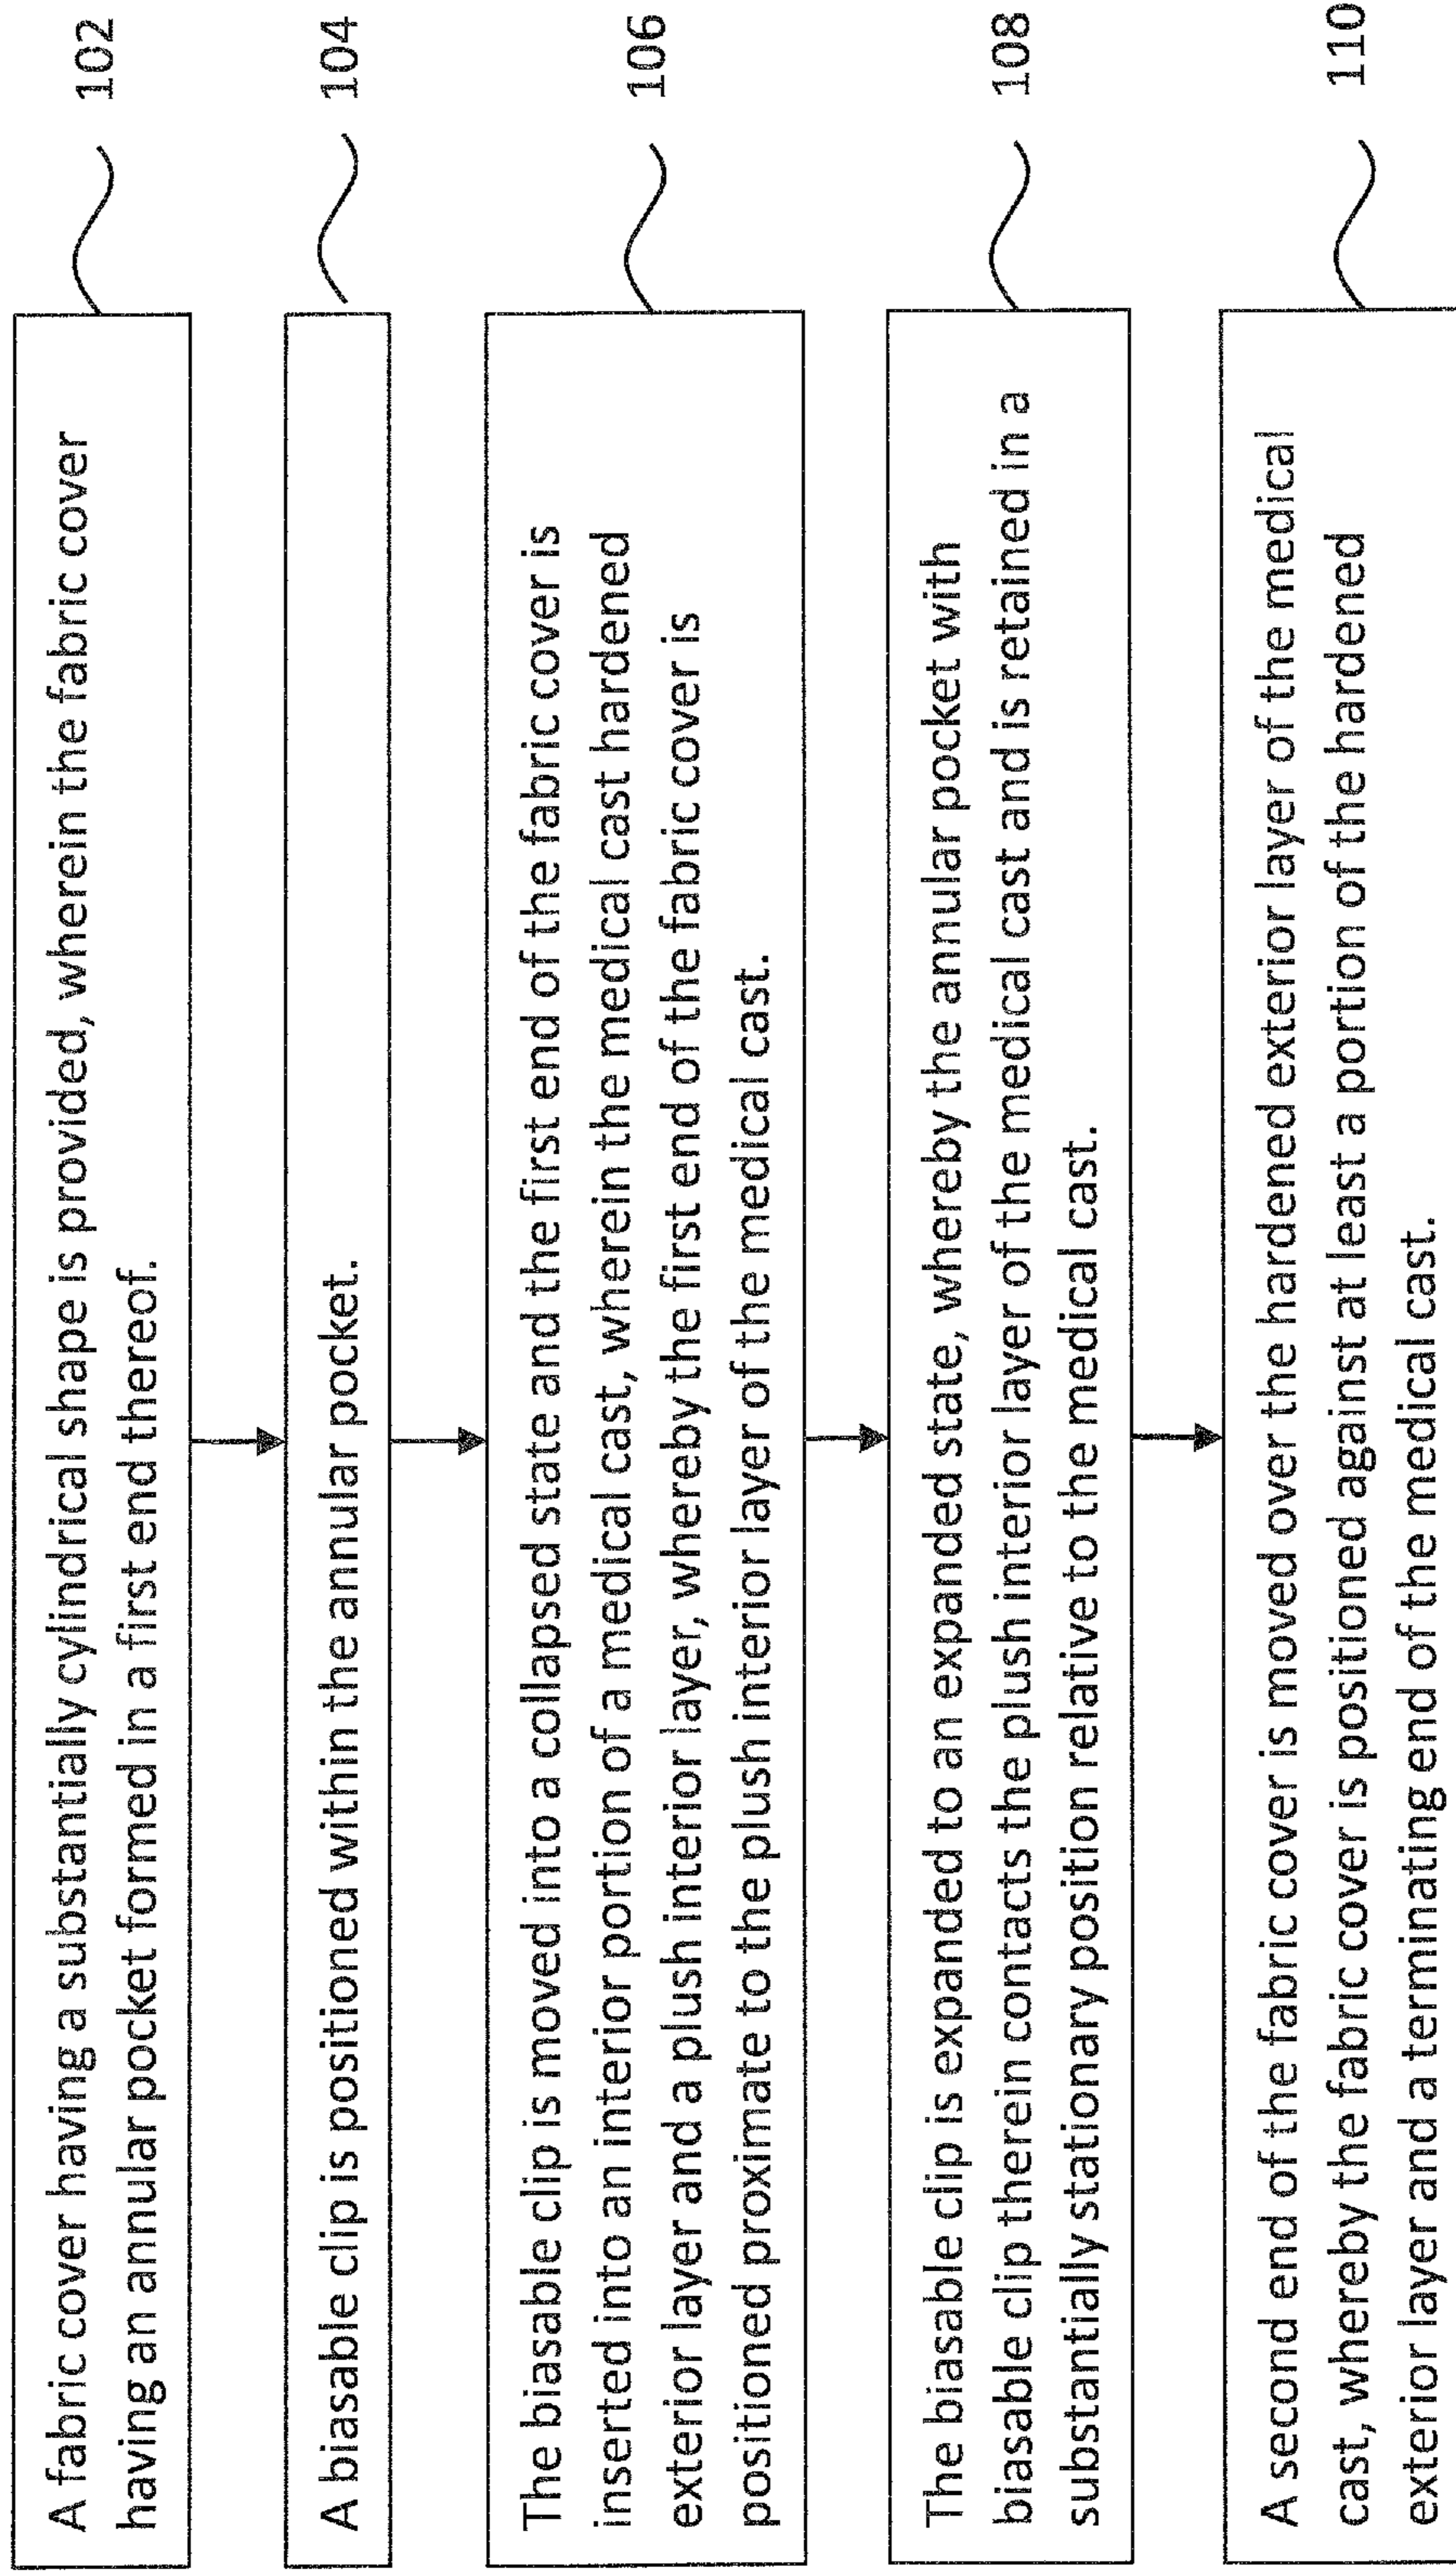 A fabric cover having a substantially cylindrical shape is provided, wherein the fabric cover
having an annular pocket formed in a first end thereof.
102
A biasable clip is positioned within the annular pocket.
104
The biasable clip is moved into a collapsed state and the first end of the fabric cover is
inserted into an interior portion of a medical cast, wherein the medical cast hardened
exterior layer and a plush interior layer, whereby the first end of the fabric cover is
positioned proximate to the plush interior layer of the medical cast.
106
The biasable clip is expanded to an expanded state, whereby the annular pocket with
biasable clip therein contacts the plush interior layer of the medical cast and is retained in a
substantially stationary position relative to the medical cast.
108
A second end of the fabric cover is moved over the hardened exterior layer of the medical
cast, whereby the fabric cover is positioned against at least a portion of the hardened
exterior layer and a terminating end of the medical cast.
110